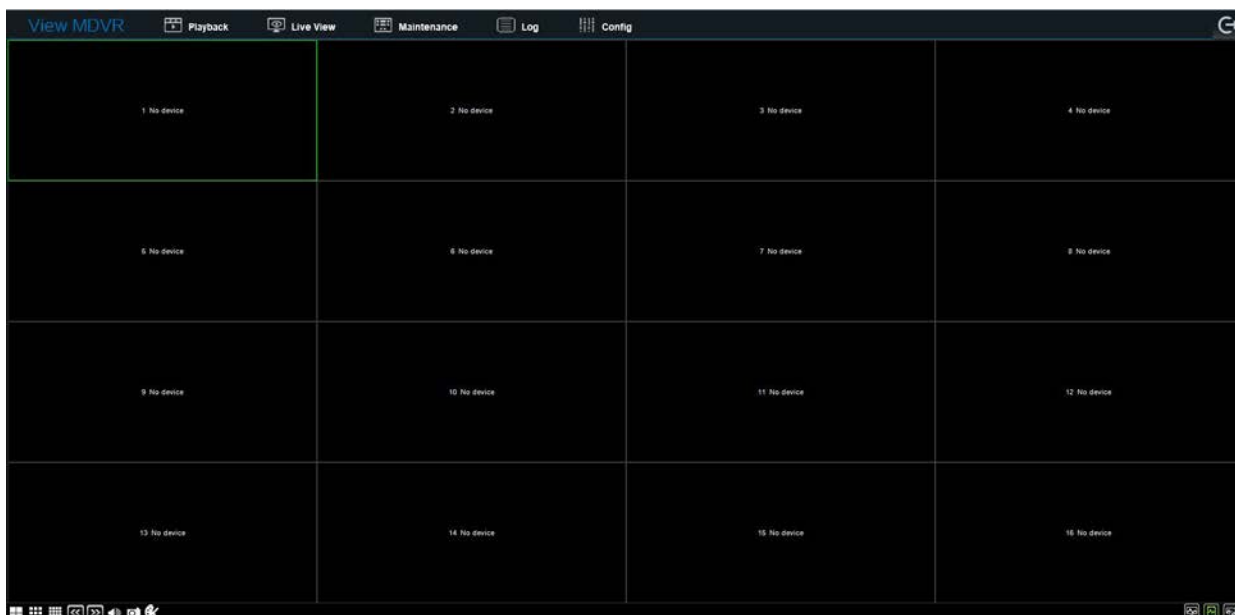 View MDVR Playback Live View Maintenance Log Config
1 No device 2 No device 3 No device 4 No device
5 No device 6 No device 7 No device 8 No device
9 No device 10 No device 11 No device 12 No device
13 No device 14 No device 15 No device 16 No device